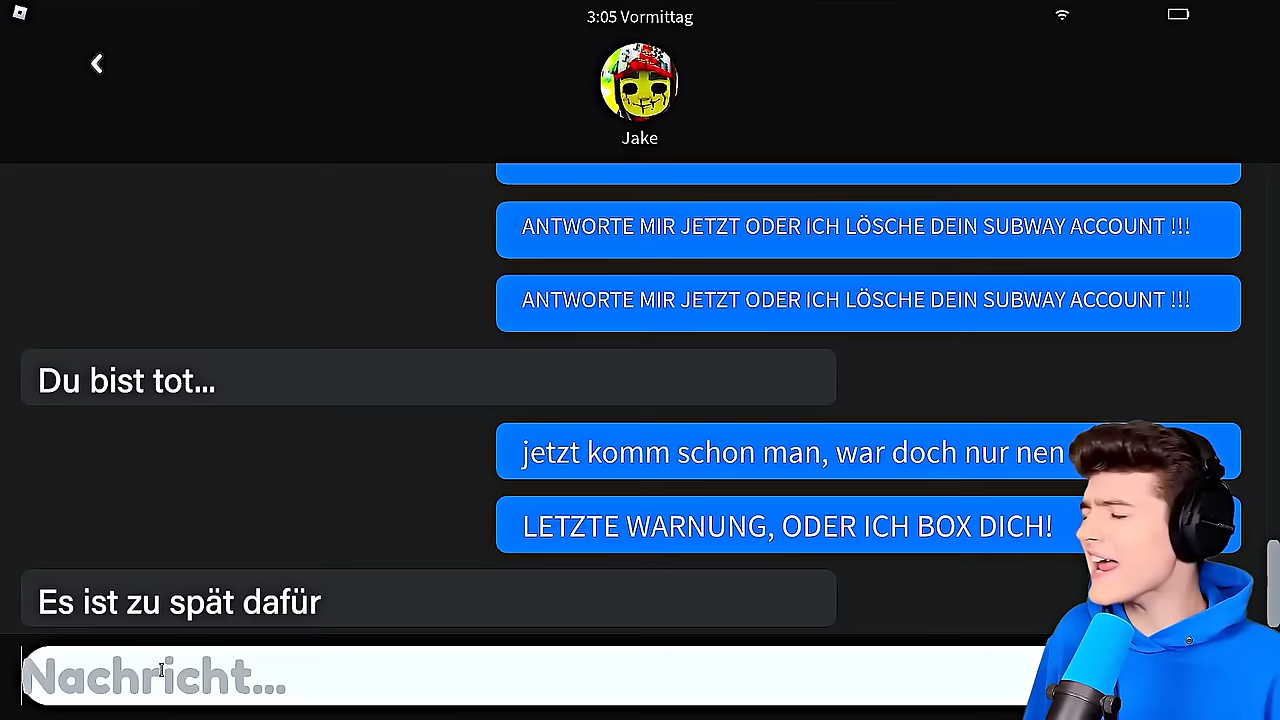 3:05 Vormittag
Jake
ANTWORTE MIR JETZT ODER ICH LÖSCHE DEIN SUBWAY ACCOUNT !!!
ANTWORTE MIR JETZT ODER ICH LÖSCHE DEIN SUBWAY ACCOUNT !!!
Du bist tot...
jetzt komm schon man, war doch nur nen
LETZTE WARNUNG, ODER ICH BOX DICH!
Es ist zu spät dafür
Nachricht...